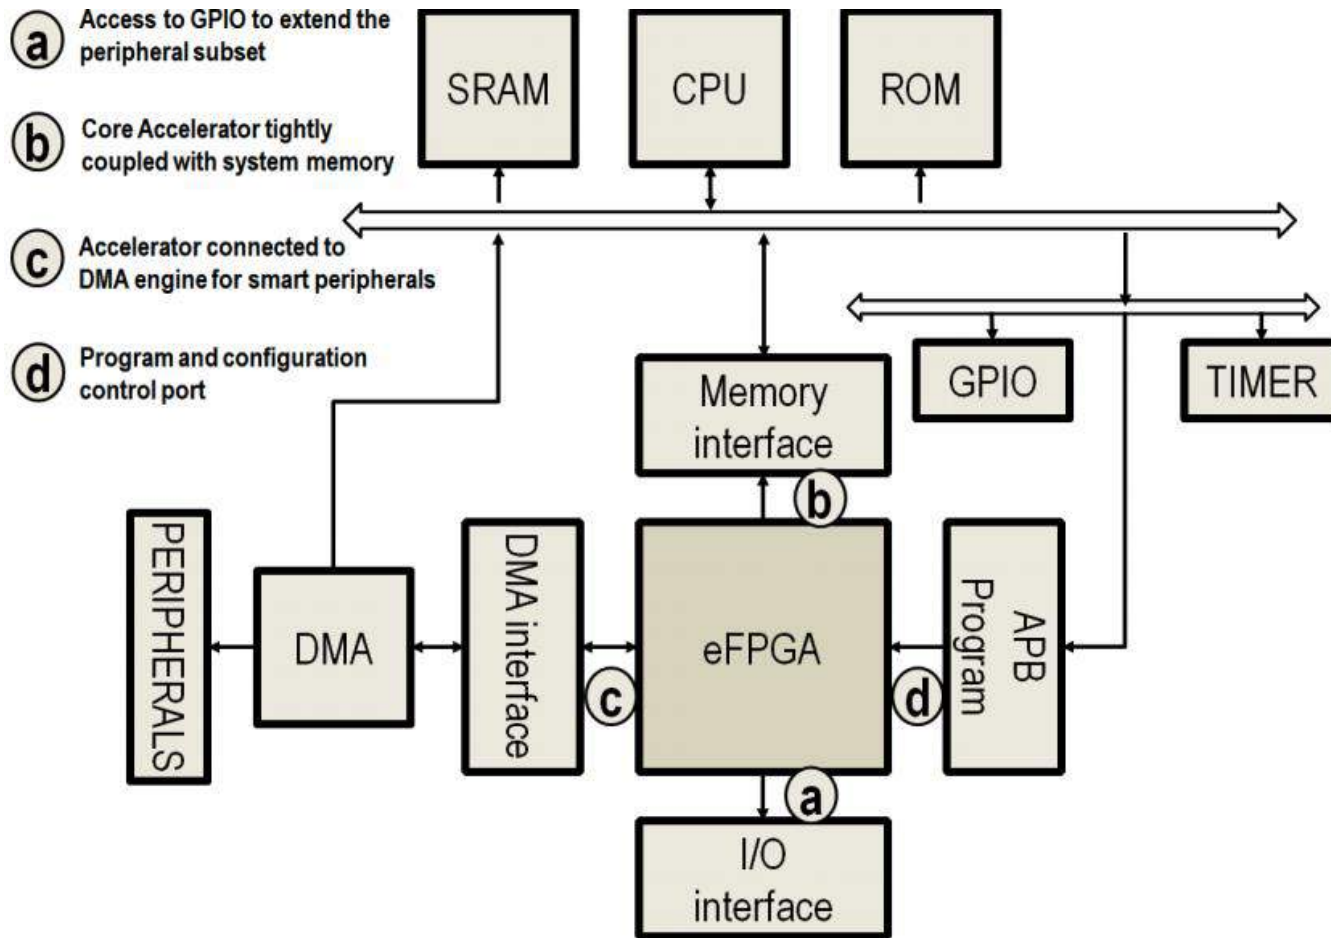 a
Access to GPIO to extend the
peripheral subset
b
Core Accelerator tightly
coupled with system memory
c
Accelerator connected to
DMA engine for smart peripherals
d
Program and configuration
control port
SRAM
CPU
ROM
GPIO
TIMER
Memory
interface
b
PERIPHERALS
DMA
DMA interface
c
eFPGA
d
APB
Program
a
I/O
interface